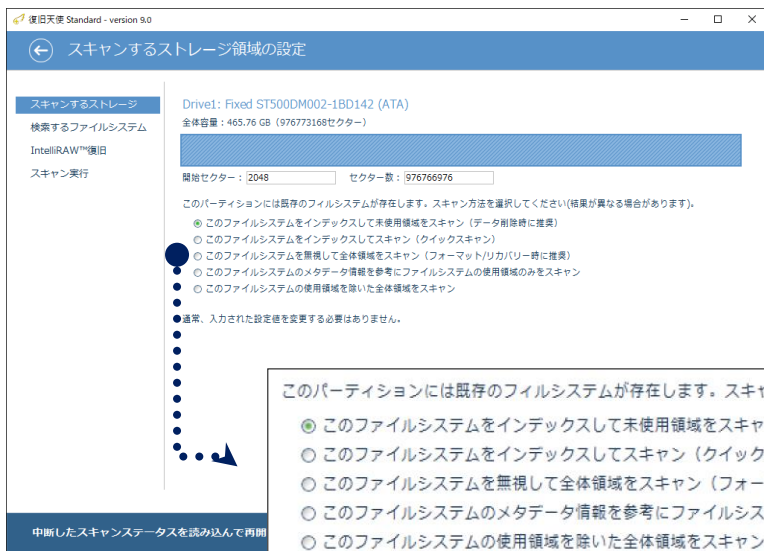 復旧天使 Standard - version 9.0
スキャンするストレージ領域の設定
スキャンするストレージ
検索するファイルシステム
IntelliRAW™復旧
スキャン実行
Drive1: Fixed ST500DM002-1BD142 (ATA)
全体容量：465.76 GB（976773168セクター）
開始セクター： 2048 セクター数： 976766976
このパーティションには既存のフィルシステムが存在します。スキャン方法を選択してください(結果が異なる場合があります)。
このファイルシステムをインデックスして未使用領域をスキャン（データ削除時に推奨）
このファイルシステムをインデックスしてスキャン（クイックスキャン）
このファイルシステムを無視して全体領域をスキャン（フォーマット/リカバリー時に推奨）
このファイルシステムのメタデータ情報を参考にファイルシステムの使用領域のみをスキャン
このファイルシステムの使用領域を除いた全体領域をスキャン
通常、入力された設定値を変更する必要はありません。
このパーティションには既存のフィルシステムが存在します。スキャ
このファイルシステムをインデックスして未使用領域をスキャ
このファイルシステムをインデックスしてスキャン（クイック
このファイルシステムを無視して全体領域をスキャン（フォー
このファイルシステムのメタデータ情報を参考にファイルシス
このファイルシステムの使用領域を除いた全体領域をスキャン
中断したスキャンステータスを読み込んで再開